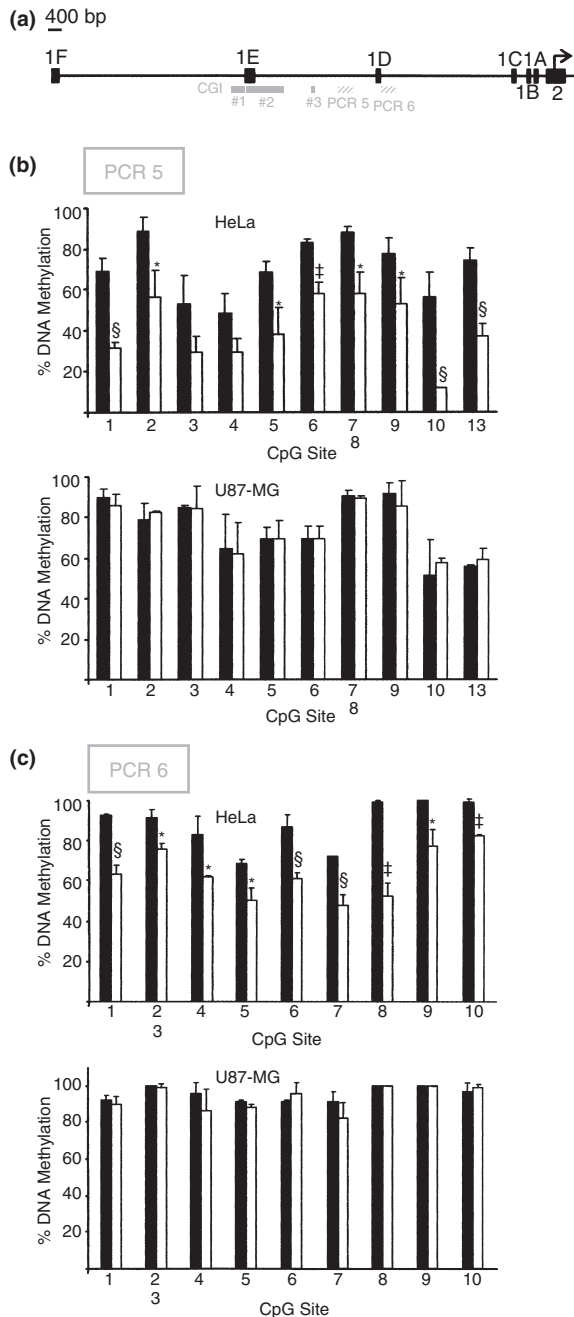 (a) 400 bp
1F 1E 1D 1C 1A
1B 2
CGI #1 #2 #3 PCR 5 PCR 6
(b) PCR 5
HeLa
% DNA Methylation
100
80
60
40
20
§ * * ‡ * * § §
1 2 3 4 5 6 7 9 10 13
8
CpG Site
U87-MG
% DNA Methylation
100
80
60
40
20
1 2 3 4 5 6 7 9 10 13
8
CpG Site
(c) PCR 6
HeLa
% DNA Methylation
100
80
60
40
20
§ * * * § § ‡ * ‡
1 2 4 5 6 7 8 9 10
3
CpG Site
U87-MG
% DNA Methylation
100
80
60
40
20
1 2 4 5 6 7 8 9 10
3
CpG Site